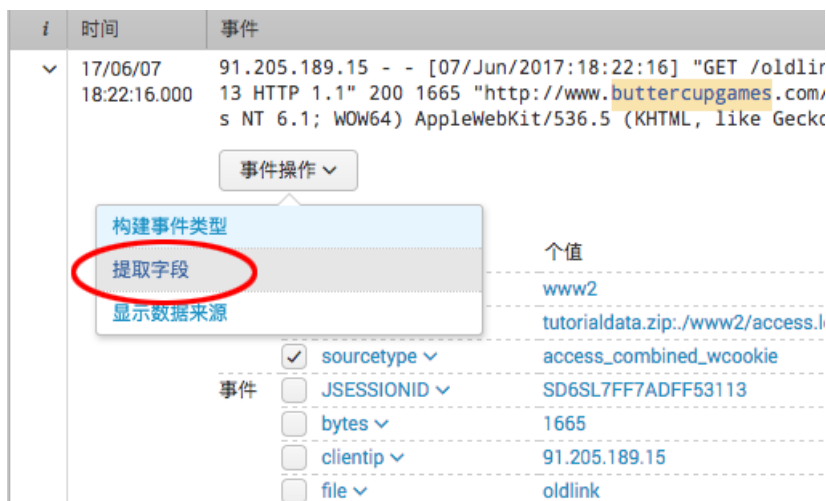 i 时间 事件
17/06/07
18:22:16.000
91.205.189.15 - - [07/Jun/2017:18:22:16] "GET /oldlin
13 HTTP 1.1" 200 1665 "http://www.buttercupgames.com/
s NT 6.1; WOW64) AppleWebKit/536.5 (KHTML, like Gecko
事件操作
构建事件类型
提取字段
显示数据来源
个值
www2
tutorialdata.zip:./www2/access.l
sourcetype access_combined_wcookie
事件 JSESSIONID SD6SL7FF7ADFF53113
bytes 1665
clientip 91.205.189.15
file oldlink